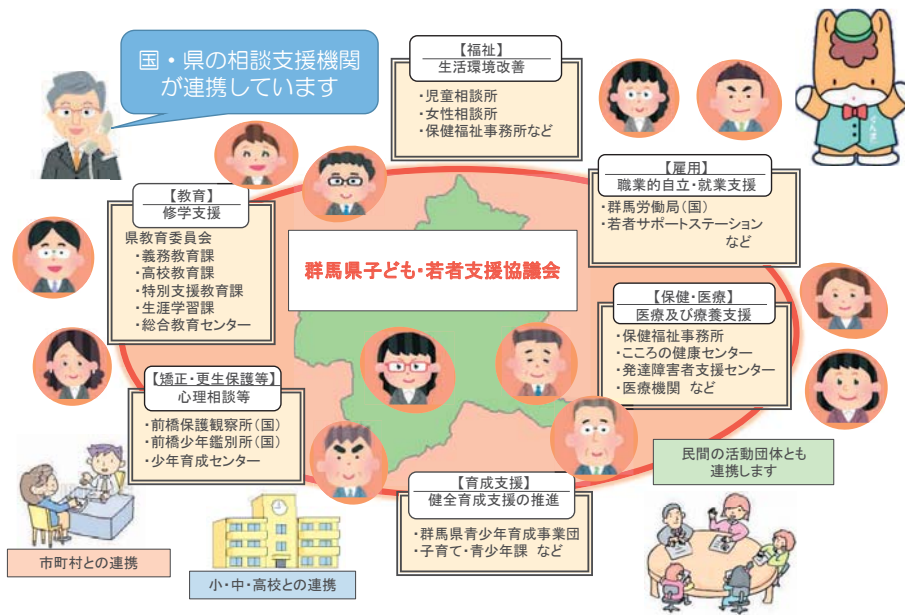 国・県の相談支援機関
が連携しています
【福祉】
生活環境改善
・児童相談所
・女性相談所
・保健福祉事務所など
ぐんま
【教育】
修学支援
県教育委員会
・義務教育課
・高校教育課
・特別支援教育課
・生涯学習課
・総合教育センター
群馬県子ども・若者支援協議会
【雇用】
職業的自立・就業支援
・群馬労働局(国)
・若者サポートステーション
など
【保健・医療】
医療及び療養支援
・保健福祉事務所
・こころの健康センター
・発達障害者支援センター
・医療機関 など
【矯正・更生保護等】
心理相談等
・前橋保護観察所(国)
・前橋少年鑑別所(国)
・少年育成センター
【育成支援】
健全育成支援の推進
・群馬県青少年育成事業団
・子育て・青少年課 など
民間の活動団体とも
連携します
市町村との連携
小・中・高校との連携